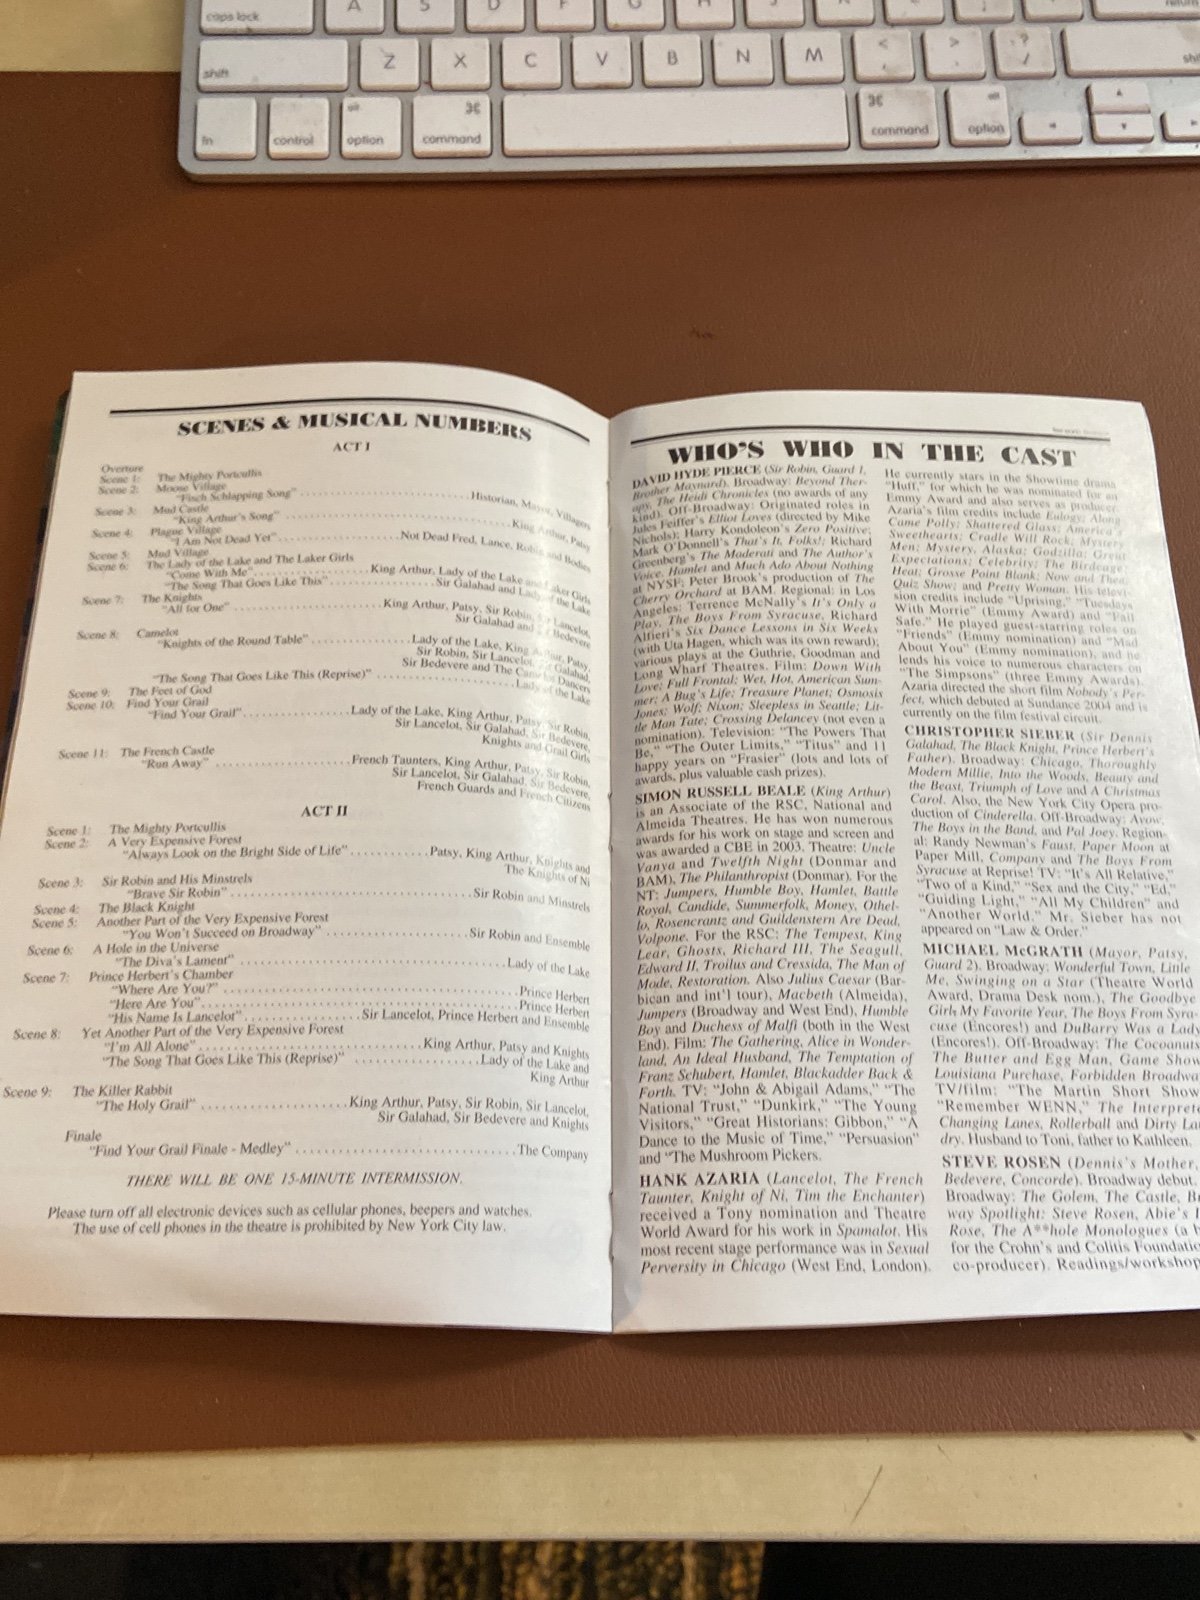 caps lock
A
S
D
F
G
return
shift
Z
X
C
V
B
N
M
<
,
>
.
?
/
fn
control
alt
option
⌘
command
⌘
command
alt
option
SCENES & MUSICAL NUMBERS
ACT I
Overture
Scene 1: The Mighty Portcullis
Scene 2: Moose Village
"Fisch Schlapping Song" Historian, Mayor, Villagers
Scene 3: Mud Castle
"King Arthur's Song" King Arthur, Patsy
Scene 4: Plague Village
"I Am Not Dead Yet" Not Dead Fred, Lance, Robin and Bodies
Scene 5: Mud Village
Scene 6: The Lady of the Lake and The Laker Girls
"Come With Me" King Arthur, Lady of the Lake and Laker Girls
"The Song That Goes Like This" Sir Galahad and Lady of the Lake
Scene 7: The Knights
"All for One" King Arthur, Patsy, Sir Robin, Sir Lancelot,
Sir Galahad and Sir Bedevere
Scene 8: Camelot
"Knights of the Round Table" Lady of the Lake, King Arthur, Patsy,
Sir Robin, Sir Lancelot, Sir Galahad,
Sir Bedevere and The Camelot Dancers
"The Song That Goes Like This (Reprise)" Lady of the Lake
Scene 9: The Feet of God
Scene 10: Find Your Grail
"Find Your Grail" Lady of the Lake, King Arthur, Patsy, Sir Robin,
Sir Lancelot, Sir Galahad, Sir Bedevere,
Knights and Grail Girls
Scene 11: The French Castle
"Run Away" French Taunters, King Arthur, Patsy, Sir Robin,
Sir Lancelot, Sir Galahad, Sir Bedevere,
French Guards and French Citizens
ACT II
Scene 1: The Mighty Portcullis
Scene 2: A Very Expensive Forest
"Always Look on the Bright Side of Life" Patsy, King Arthur, Knights and
The Knights of Ni
Scene 3: Sir Robin and His Minstrels
"Brave Sir Robin" Sir Robin and Minstrels
Scene 4: The Black Knight
Scene 5: Another Part of the Very Expensive Forest
"You Won't Succeed on Broadway" Sir Robin and Ensemble
Scene 6: A Hole in the Universe
"The Diva's Lament" Lady of the Lake
Scene 7: Prince Herbert's Chamber
"Where Are You?" Prince Herbert
"Here Are You" Prince Herbert
"His Name Is Lancelot" Sir Lancelot, Prince Herbert and Ensemble
Scene 8: Yet Another Part of the Very Expensive Forest
"I'm All Alone" King Arthur, Patsy and Knights
"The Song That Goes Like This (Reprise)" Lady of the Lake and
King Arthur
Scene 9: The Killer Rabbit
"The Holy Grail" King Arthur, Patsy, Sir Robin, Sir Lancelot,
Sir Galahad, Sir Bedevere and Knights
Finale
"Find Your Grail Finale - Medley" The Company
THERE WILL BE ONE 15-MINUTE INTERMISSION.
Please turn off all electronic devices such as cellular phones, beepers and watches.
The use of cell phones in the theatre is prohibited by New York City law.
WHO'S WHO IN THE CAST
DAVID HYDE PIERCE (Sir Robin, Guard 1,
Brother Maynard). Broadway: Beyond Ther-
apy, The Heidi Chronicles (no awards of any
kind). Off-Broadway: Originated roles in
Jules Feiffer's Elliot Loves (directed by Mike
Nichols); Harry Kondoleon's Zero Positive;
Mark O'Donnell's That's It, Folks!; Richard
Greenberg's The Maderati and The Author's
Voice, Hamlet and Much Ado About Nothing
at NYSF; Peter Brook's production of The
Cherry Orchard at BAM. Regional: in Los
Angeles: Terrence McNally's It's Only a
Play, The Boys From Syracuse, Richard
Alfieri's Six Dance Lessons in Six Weeks
(with Uta Hagen, which was its own reward);
various plays at the Guthrie, Goodman and
Long Wharf Theatres. Film: Down With
Love; Full Frontal; Wet, Hot, American Sum-
mer; A Bug's Life; Treasure Planet; Osmosis
Jones; Wolf; Nixon; Sleepless in Seattle; Lit-
tle Man Tate; Crossing Delancey (not even a
nomination). Television: "The Powers That
Be," "The Outer Limits," "Titus" and 11
happy years on "Frasier" (lots and lots of
awards, plus valuable cash prizes).
SIMON RUSSELL BEALE (King Arthur)
is an Associate of the RSC, National and
Almeida Theatres. He has won numerous
awards for his work on stage and screen and
was awarded a CBE in 2003. Theatre: Uncle
Vanya and Twelfth Night (Donmar and
BAM), The Philanthropist (Donmar). For the
NT: Jumpers, Humble Boy, Hamlet, Battle
Royal, Candide, Summerfolk, Money, Othel-
lo, Rosencrantz and Guildenstern Are Dead,
Volpone. For the RSC: The Tempest, King
Lear, Ghosts, Richard III, The Seagull,
Edward II, Troilus and Cressida, The Man of
Mode, Restoration. Also Julius Caesar (Bar-
bican and int'l tour), Macbeth (Almeida),
Jumpers (Broadway and West End), Humble
Boy and Duchess of Malfi (both in the West
End). Film: The Gathering, Alice in Wonder-
land, An Ideal Husband, The Temptation of
Franz Schubert, Hamlet, Blackadder Back &
Forth. TV: "John & Abigail Adams," "The
National Trust," "Dunkirk," "The Young
Visitors," "Great Historians: Gibbon," "A
Dance to the Music of Time," "Persuasion"
and "The Mushroom Pickers.
HANK AZARIA (Lancelot, The French
Taunter, Knight of Ni, Tim the Enchanter)
received a Tony nomination and Theatre
World Award for his work in Spamalot. His
most recent stage performance was in Sexual
Perversity in Chicago (West End, London).
He currently stars in the Showtime drama
"Huff," for which he was nominated for an
Emmy Award and also serves as producer.
Azaria's film credits include Eulogy; Along
Came Polly; Shattered Glass; America's
Sweethearts; Cradle Will Rock; Mystery
Men; Mystery, Alaska; Godzilla; Great
Expectations; Celebrity; The Birdcage;
Heat; Grosse Point Blank; Now and Then;
Quiz Show; and Pretty Woman. His televi-
sion credits include "Uprising," "Tuesdays
With Morrie" (Emmy Award) and "Fail
Safe." He played guest-starring roles on
"Friends" (Emmy nomination) and "Mad
About You" (Emmy nomination), and he
lends his voice to numerous characters on
"The Simpsons" (three Emmy Awards).
Azaria directed the short film Nobody's Per-
fect, which debuted at Sundance 2004 and is
currently on the film festival circuit.
CHRISTOPHER SIEBER (Sir Dennis
Galahad, The Black Knight, Prince Herbert's
Father). Broadway: Chicago, Thoroughly
Modern Millie, Into the Woods, Beauty and
the Beast, Triumph of Love and A Christmas
Carol. Also, the New York City Opera pro-
duction of Cinderella. Off-Broadway: Avow,
The Boys in the Band, and Pal Joey. Region-
al: Randy Newman's Faust, Paper Moon at
Paper Mill, Company and The Boys From
Syracuse at Reprise! TV: "It's All Relative,"
"Two of a Kind," "Sex and the City," "Ed,"
"Guiding Light," "All My Children" and
"Another World." Mr. Sieber has not
appeared on "Law & Order."
MICHAEL McGRATH (Mayor, Patsy,
Guard 2). Broadway: Wonderful Town, Little
Me, Swinging on a Star (Theatre World
Award, Drama Desk nom.), The Goodbye
Girl, My Favorite Year, The Boys From Syra-
cuse (Encores!) and DuBarry Was a Lady
(Encores!). Off-Broadway: The Cocoanuts
The Butter and Egg Man, Game Show
Louisiana Purchase, Forbidden Broadwa
TV/film: "The Martin Short Show
"Remember WENN," The Interpret
Changing Lanes, Rollerball and Dirty La
dry. Husband to Toni, father to Kathleen.
STEVE ROSEN (Dennis's Mother,
Bedevere, Concorde). Broadway debut.
Broadway: The Golem, The Castle, B
way Spotlight: Steve Rosen, Abie's I
Rose, The A**hole Monologues (a b
for the Crohn's and Colitis Foundatio
co-producer). Readings/workshop